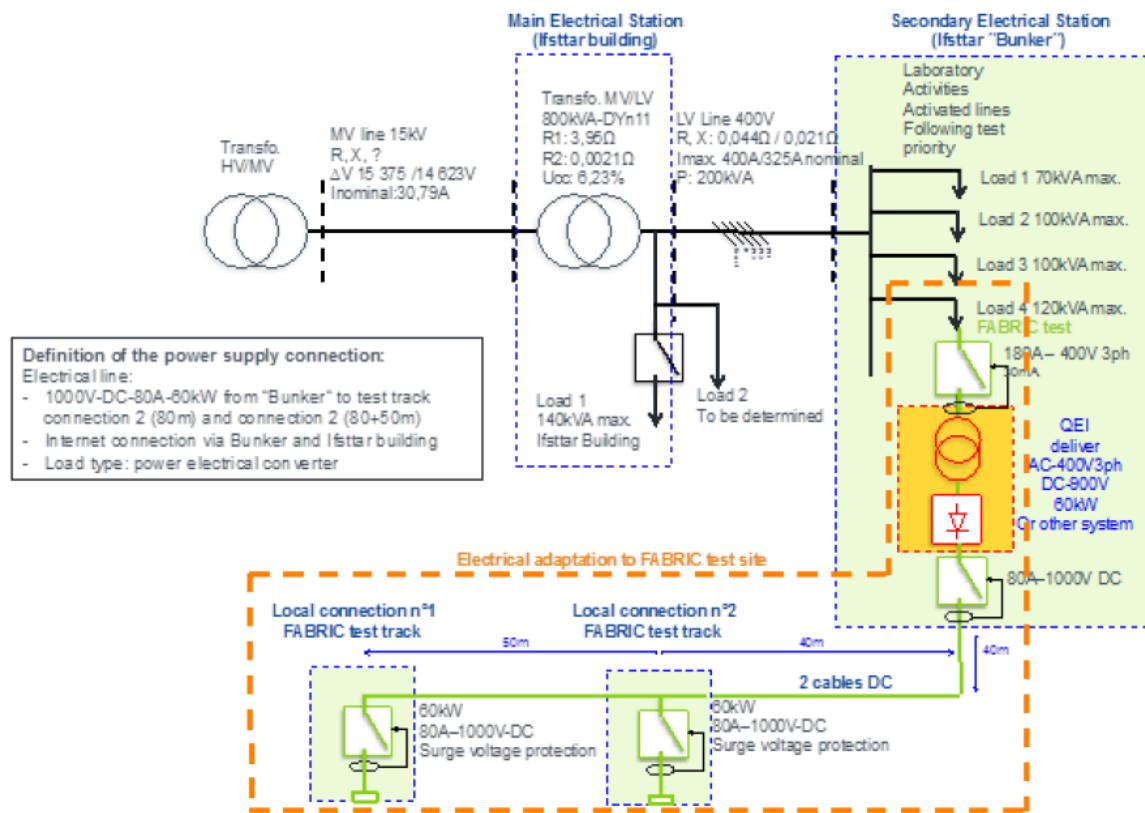 Main Electrical Station
(Ifsttar building)
Secondary Electrical Station
(Ifsttar "Bunker")
Transfo.
HV/MV
MV line 15kV
R, X, ?
ΔV 15 375 /14 623V
Inominal:30,79A
Transfo. MV/LV
800kVA-DYn11
R1: 3,95Ω
R2: 0,0021Ω
Ucc: 6,23%
LV Line 400V
R, X: 0,044Ω / 0,021Ω
Imax. 400A/325A nominal
P: 200kVA
Laboratory
Activities
Activated lines
Following test
priority
Load 1 70kVA max.
Load 2 100kVA max.
Load 3 100kVA max.
Load 4 120kVA max.
FABRIC test
180A – 400V 3ph
30mA
Load 1
140kVA max.
Ifsttar Building
Load 2
To be determined
Definition of the power supply connection:
Electrical line:
- 1000V-DC-80A-60kW from "Bunker" to test track
connection 2 (80m) and connection 2 (80+50m)
- Internet connection via Bunker and Ifsttar building
- Load type: power electrical converter
QEI
deliver
AC-400V3ph
DC-900V
60kW
Or other system
80A–1000V DC
Electrical adaptation to FABRIC test site
Local connection n°1
FABRIC test track
Local connection n°2
FABRIC test track
50m
40m
40m
2 cables DC
60kW
80A–1000V-DC
Surge voltage protection
60kW
80A–1000V-DC
Surge voltage protection